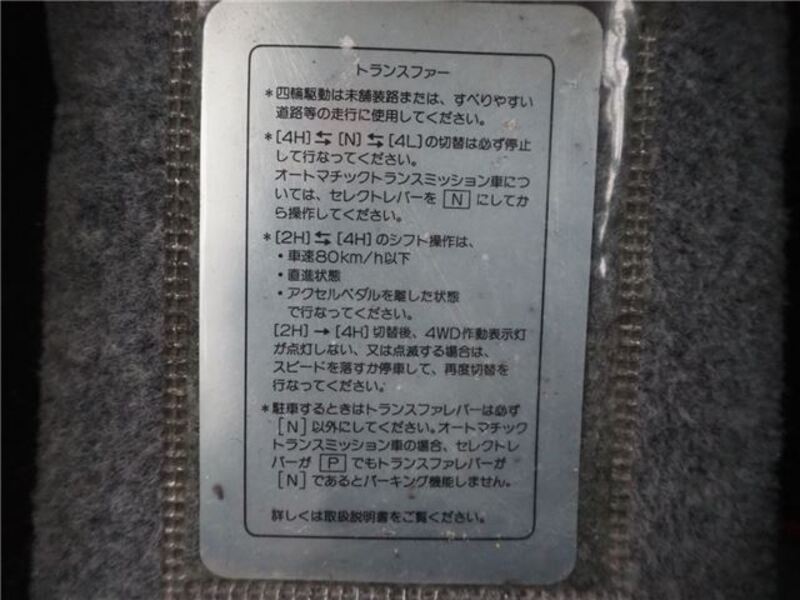 トランスファー
＊四輪駆動は未舗装路または、すべりやすい
道路等の走行に使用してください。
＊[4H]⇆[N]⇆[4L]の切替は必ず停止
して行なってください。
オートマチックトランスミッション車につ
いては、セレクトレバーを N にしてか
ら操作してください。
＊[2H]⇆[4H]のシフト操作は、
・車速80km/h以下
・直進状態
・アクセルペダルを離した状態
で行なってください。
[2H]→[4H]切替後、4WD作動表示灯
が点灯しない、又は点滅する場合は、
スピードを落すか停車して、再度切替を
行なってください。
＊駐車するときはトランスファレバーは必ず
[N]以外にしてください。オートマチック
トランスミッション車の場合、セレクトレ
バーが P でもトランスファレバーが
[N]であるとパーキング機能しません。
詳しくは取扱説明書をご覧ください。